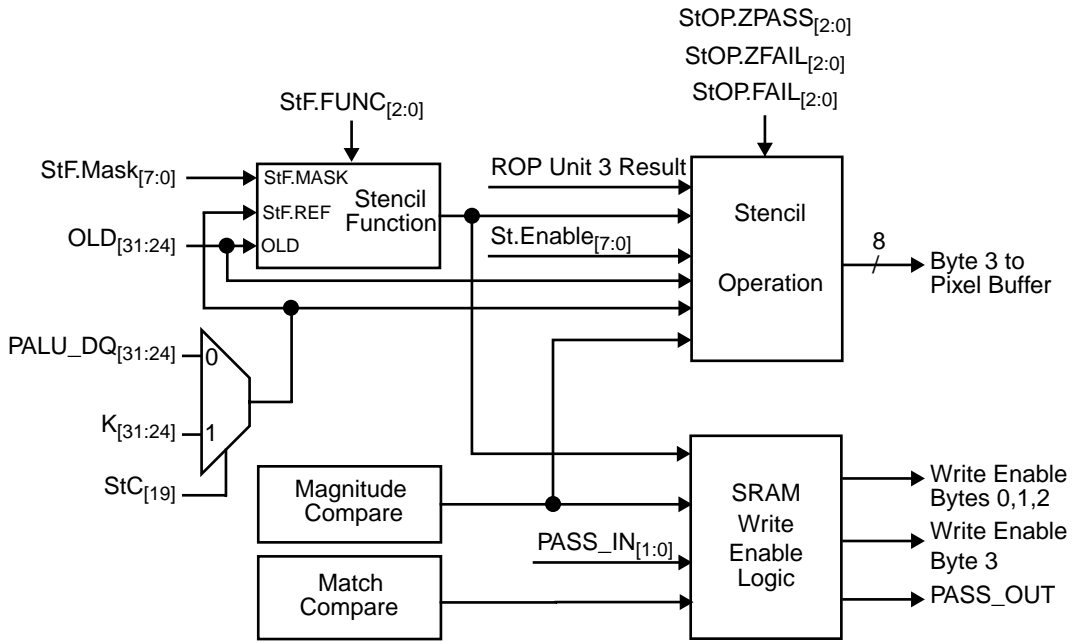 StOP.ZPASS[2:0]
StOP.ZFAIL[2:0]
StOP.FAIL[2:0]
StF.FUNC[2:0]
StF.Mask[7:0]
StF.MASK
StF.REF
OLD
Stencil
Function
OLD[31:24]
ROP Unit 3 Result
St.Enable[7:0]
Stencil
Operation
8
Byte 3 to
Pixel Buffer
PALU_DQ[31:24]
0
K[31:24]
1
StC[19]
Magnitude
Compare
PASS_IN[1:0]
Match
Compare
SRAM
Write
Enable
Logic
Write Enable
Bytes 0,1,2
Write Enable
Byte 3
PASS_OUT